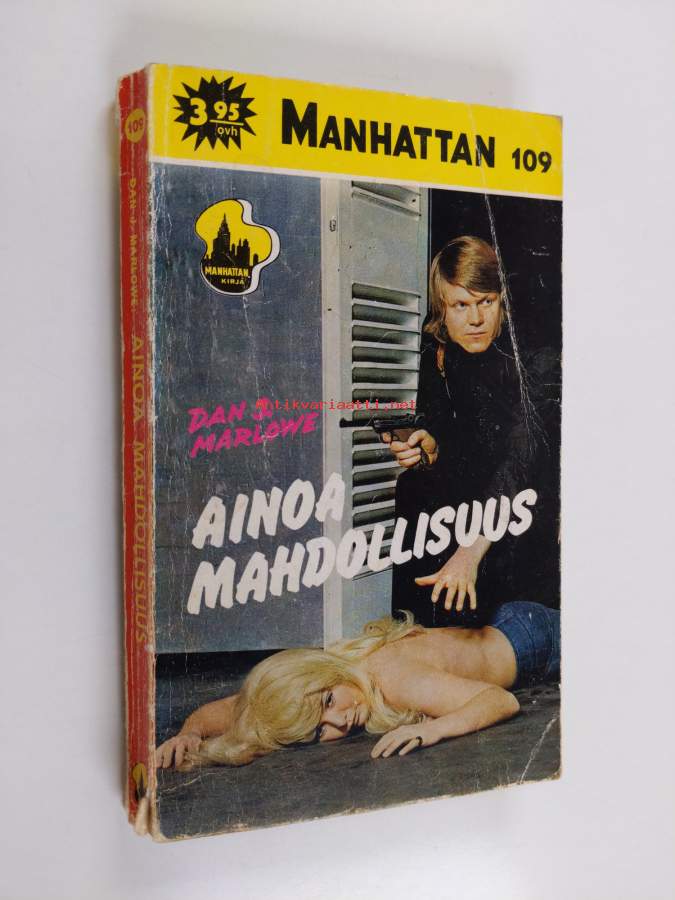 3 95
ovh
MANHATTAN 109
MANHATTAN
KIRJA
DAN J.
MARLOWE
antikvariaatti.net
AINOA
MAHDOLLISUUS
109
DAN J. MARLOWE:
AINOA MAHDOLLISUUS